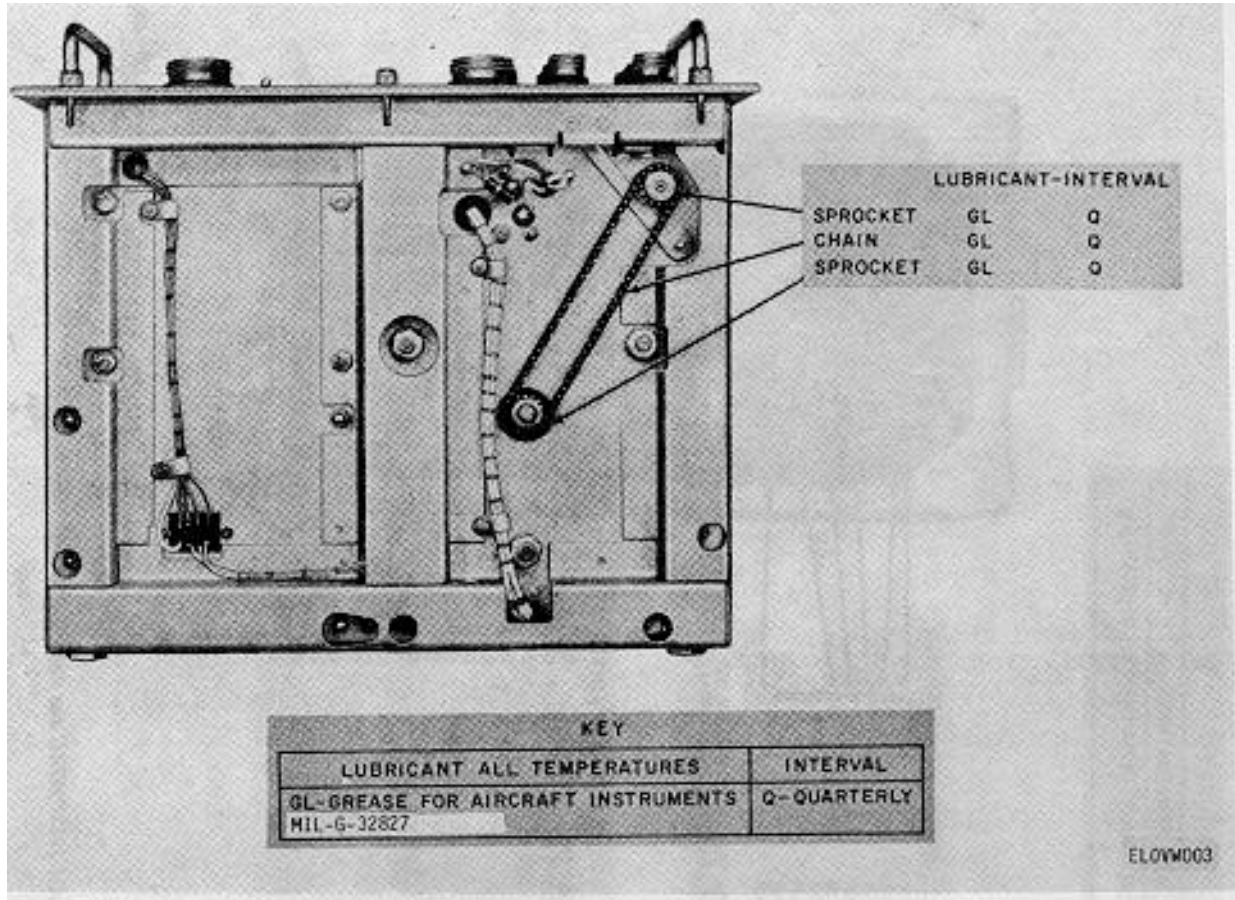 LUBRICANT-INTERVAL
SPROCKET GL Q
CHAIN GL Q
SPROCKET GL Q
KEY
LUBRICANT ALL TEMPERATURES INTERVAL
GL-GREASE FOR AIRCRAFT INSTRUMENTS Q-QUARTERLY
MIL-G-32827
ELOVW003